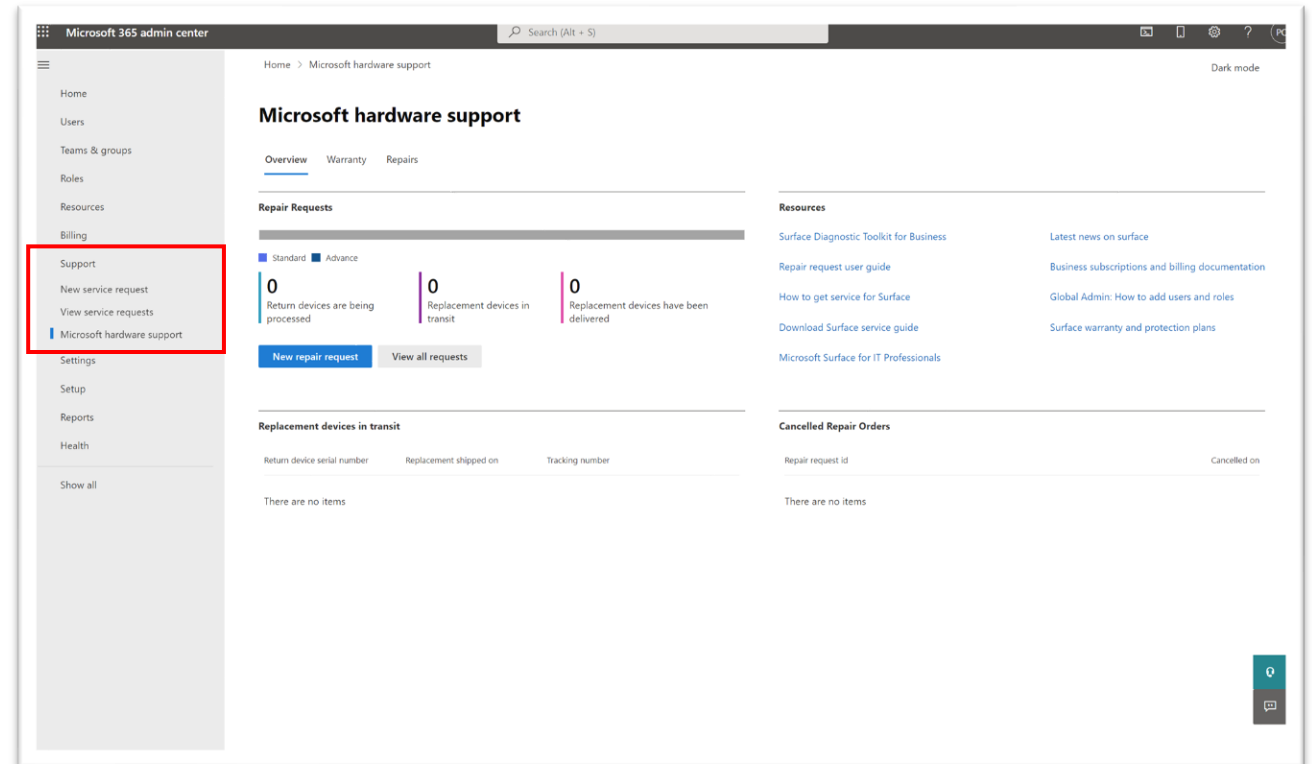 Microsoft 365 admin center
Search (Alt + S)
?
Home > Microsoft hardware support
Dark mode
Home
Users
Teams & groups
Roles
Resources
Billing
Support
New service request
View service requests
Microsoft hardware support
Settings
Setup
Reports
Health
Show all
Microsoft hardware support
Overview Warranty Repairs
Repair Requests
Standard Advance
0
Return devices are being
processed
0
Replacement devices in
transit
0
Replacement devices have been
delivered
New repair request
View all requests
Resources
Surface Diagnostic Toolkit for Business
Latest news on surface
Repair request user guide
Business subscriptions and billing documentation
How to get service for Surface
Global Admin: How to add users and roles
Download Surface service guide
Surface warranty and protection plans
Microsoft Surface for IT Professionals
Replacement devices in transit
Return device serial number Replacement shipped on Tracking number
There are no items
Cancelled Repair Orders
Repair request id Cancelled on
There are no items